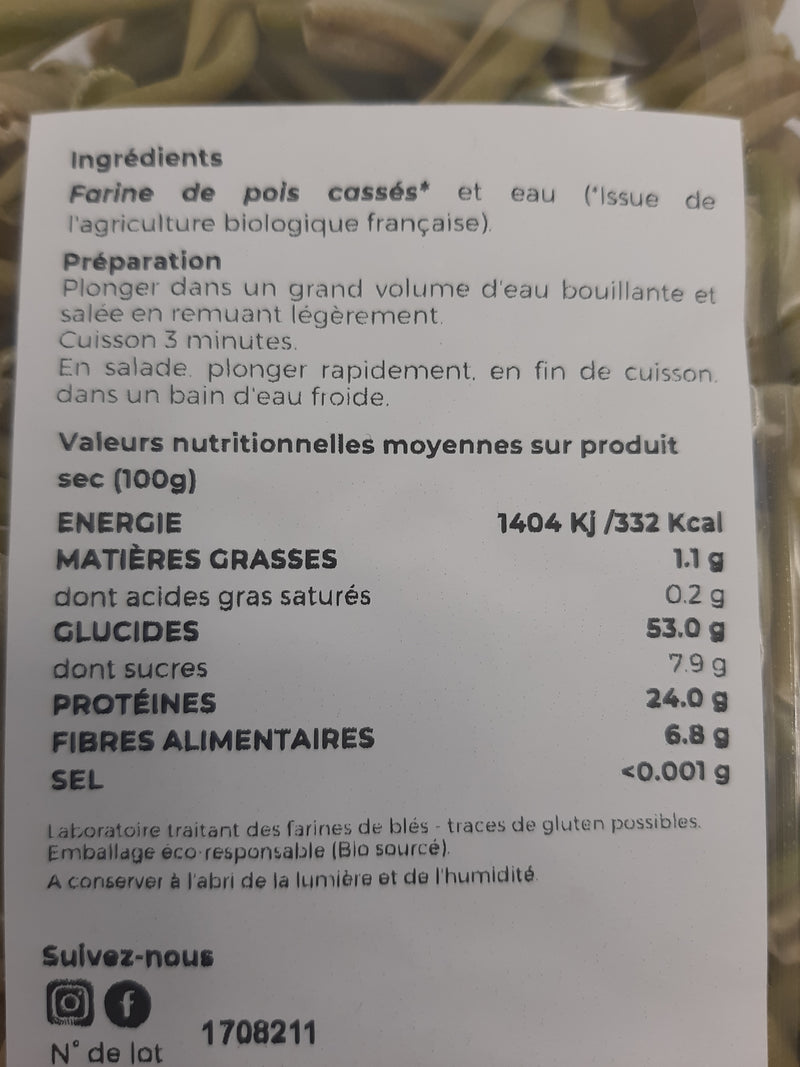 Ingrédients
Farine de pois cassés* et eau (*Issue de
l'agriculture biologique française).
Préparation
Plonger dans un grand volume d'eau bouillante et
salée en remuant légèrement.
Cuisson 3 minutes.
En salade, plonger rapidement, en fin de cuisson,
dans un bain d'eau froide.
Valeurs nutritionnelles moyennes sur produit
sec (100g)
ENERGIE 1404 Kj /332 Kcal
MATIÈRES GRASSES 1.1 g
dont acides gras saturés 0.2 g
GLUCIDES 53.0 g
dont sucres 7.9 g
PROTÉINES 24.0 g
FIBRES ALIMENTAIRES 6.8 g
SEL <0.001 g
Laboratoire traitant des farines de blés - traces de gluten possibles.
Emballage éco-responsable (Bio sourcé).
A conserver à l'abri de la lumière et de l'humidité.
Suivez-nous
N° de lot 1708211